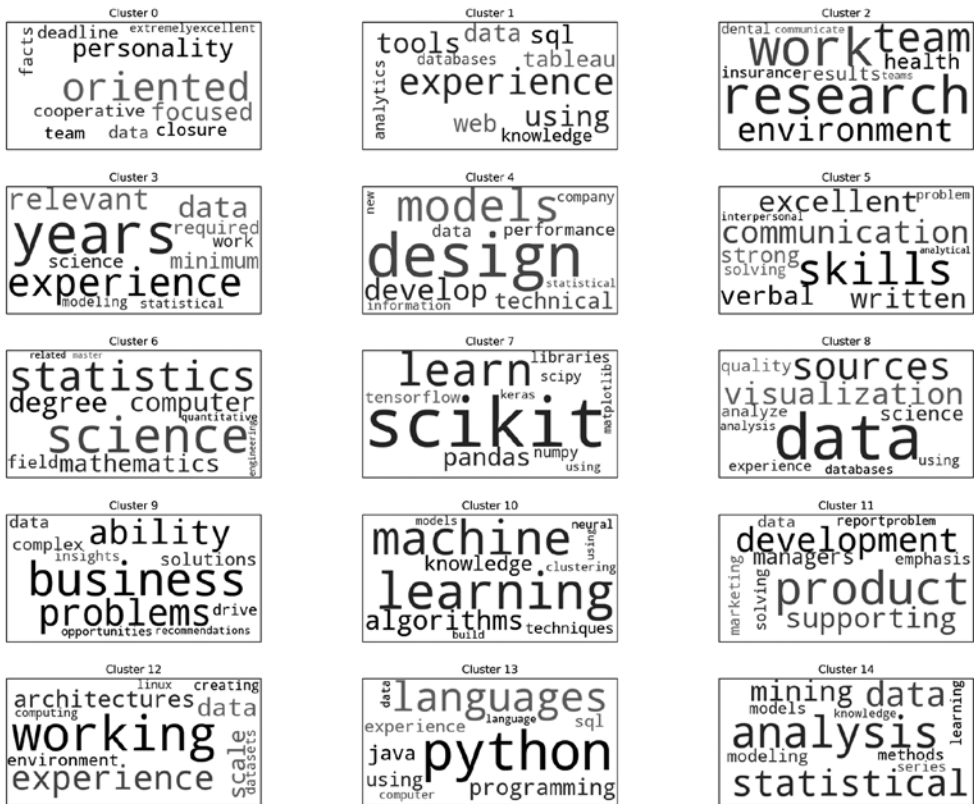 Cluster 0
facts deadline extremelyexcellent
personality
oriented
cooperative focused
team data closure
Cluster 1
tools data sql
databases tableau
analytics experience
web using
knowledge
Cluster 2
dental communicate
work team
health
insurance results teams
research
environment
Cluster 3
relevant
data
years required
work
science minimum
experience
modeling statistical
Cluster 4
new models company
data performance
design
develop statistical
information technical
Cluster 5
excellent problem
interpersonal
communication
strong analytical
solving skills
verbal written
Cluster 6
related master
statistics
degree computer
quantitative
science engineering
field mathematics
Cluster 7
learn libraries
scipy
tensorflow keras matplotlib
scikit
pandas numpy
using
Cluster 8
quality sources
visualization
analyze science
analysis data
using
experience databases
Cluster 9
data ability
complex
insights solutions
business
problems drive
opportunities recommendations
Cluster 10
models neural
machine using
knowledge clustering
learning
algorithms
build techniques
Cluster 11
data report problem
development
managers emphasis
marketing solving product
supporting
Cluster 12
linux creating
architectures
computing data
working
environment scale datasets
experience
Cluster 13
data languages
experience language sql
java python
using programming
computer
Cluster 14
mining data learning
models knowledge
analysis
modeling methods
series
statistical